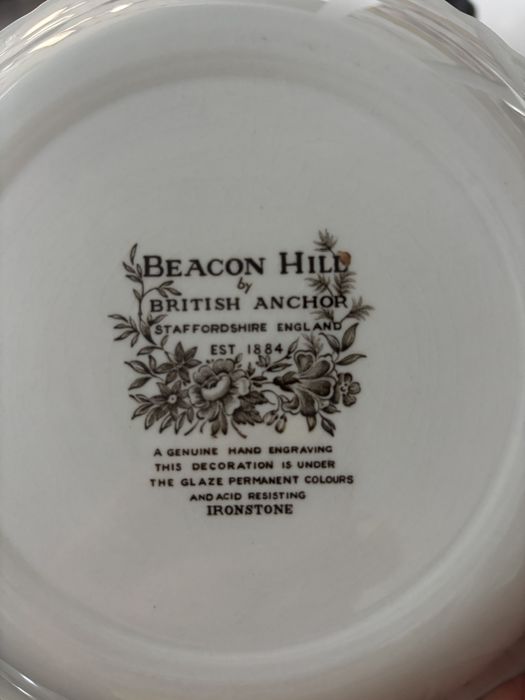 BEACON HILL
by
BRITISH ANCHOR
STAFFORDSHIRE ENGLAND
EST 1884
A GENUINE HAND ENGRAVING
THIS DECORATION IS UNDER
THE GLAZE PERMANENT COLOURS
AND ACID RESISTING
IRONSTONE